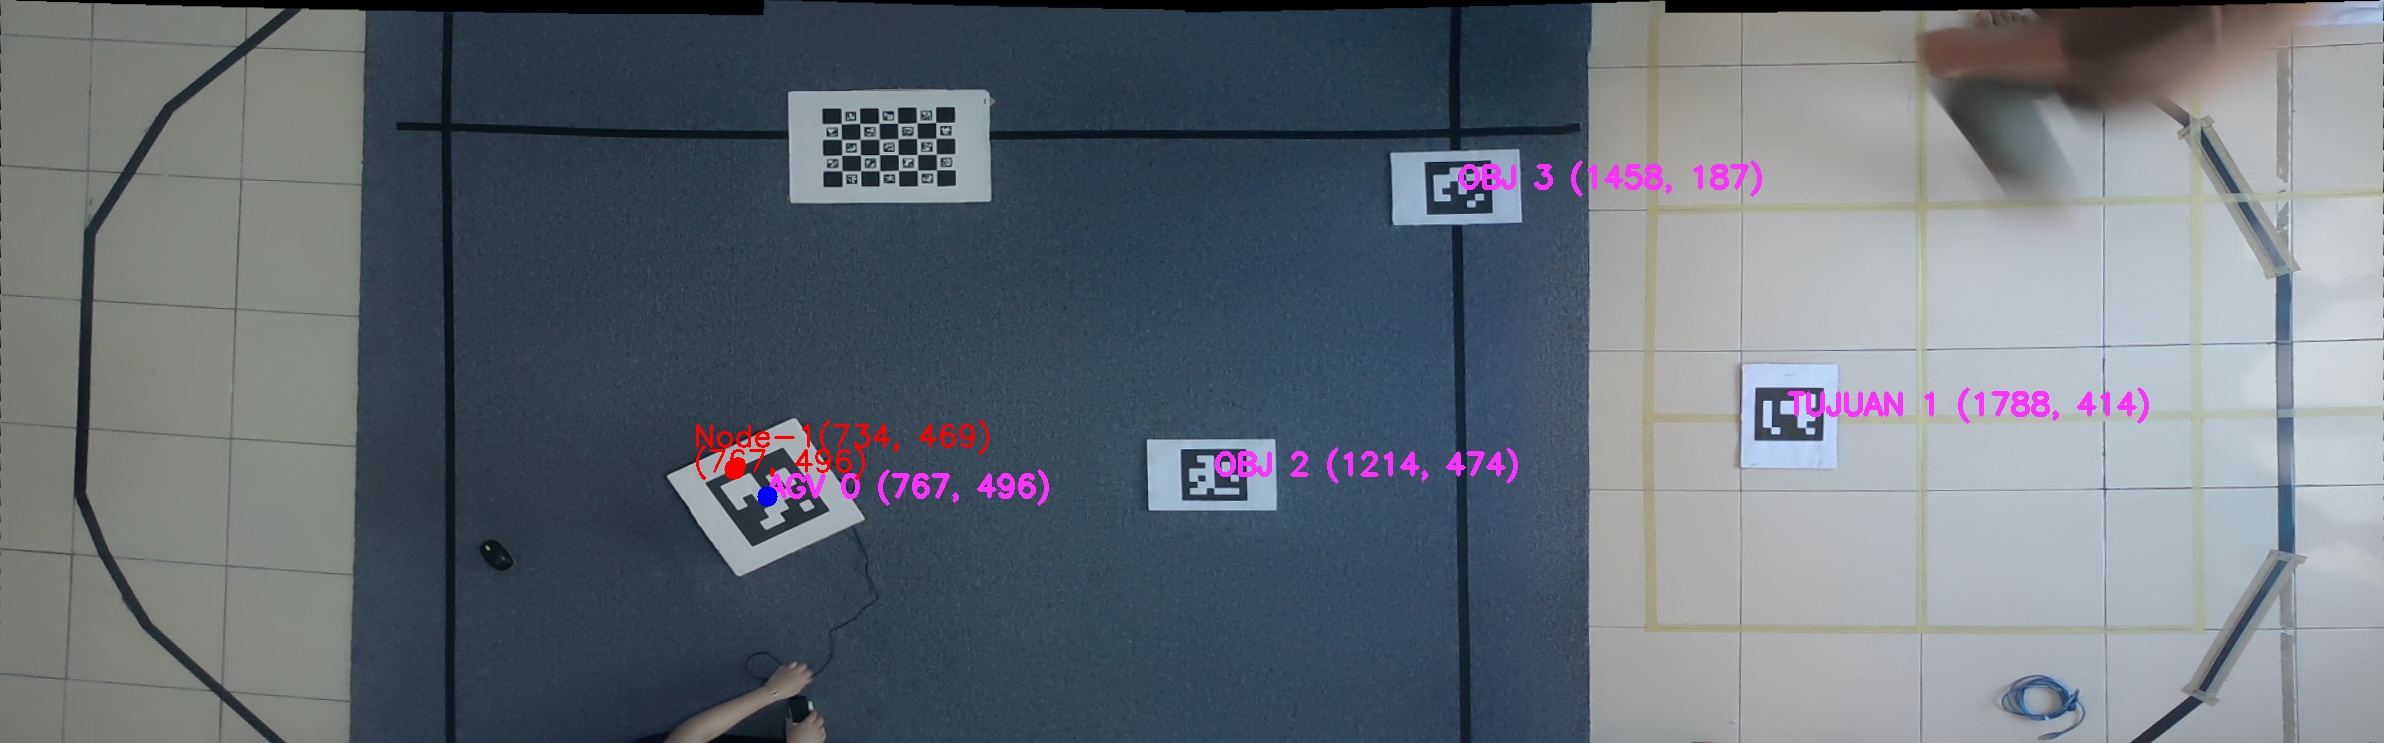 OBJ 3 (1458, 187)
TUJUAN 1 (1788, 414)
Node-1(734, 469)
(767, 496)
OBJ 2 (1214, 474)
AGV 0 (767, 496)